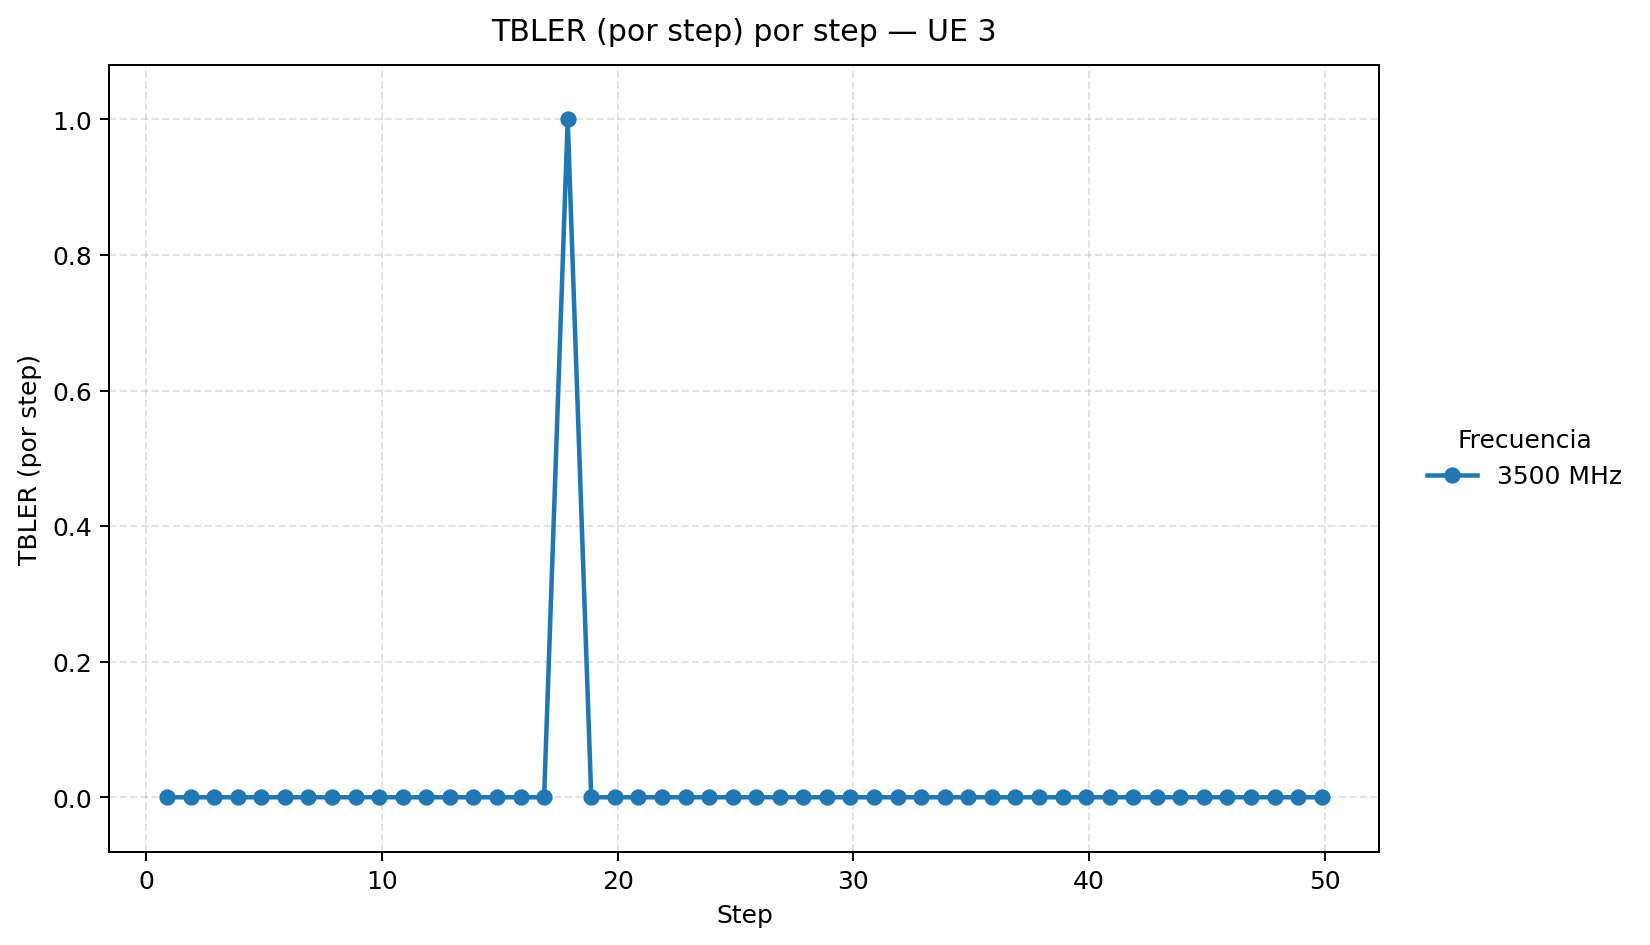 TBLER (por step) por step — UE 3
TBLER (por step)
1.0
0.8
0.6
0.4
0.2
0.0
0 10 20 30 40 50
Step
Frecuencia
3500 MHz